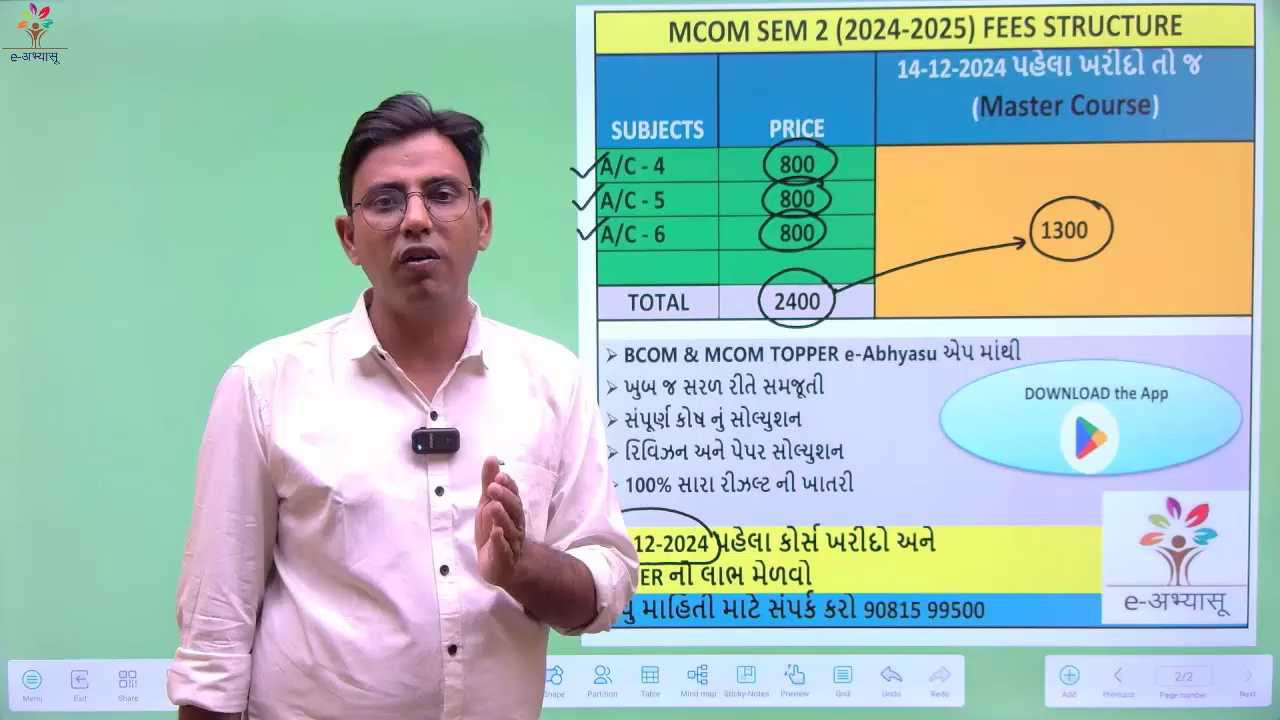 e-अभ्यासू
MCOM SEM 2 (2024-2025) FEES STRUCTURE
SUBJECTS PRICE
14-12-2024 પહેલા ખરીદો તો જ
(Master Course)
A/C - 4 800
A/C - 5 800
A/C - 6 800
1300
TOTAL 2400
BCOM & MCOM TOPPER e-Abhyasu એપ માંથી
ખુબ જ સરળ રીતે સમજૂતી
સંપૂર્ણ કોષ નું સોલ્યુશન
રિવિઝન અને પેપર સોલ્યુશન
100% સારા રીઝલ્ટ ની ખાતરી
DOWNLOAD the App
12-2024 પહેલા કોર્સ ખરીદો અને
ER નો લાભ મેળવો
માહિતી માટે સંપર્ક કરો 90815 99500
e-अभ्यासू
Menu Exit Share Shape Partition Table Mind map Sticky-Notes Preview Grid Undo Redo Add Previous Page number Next
2/2